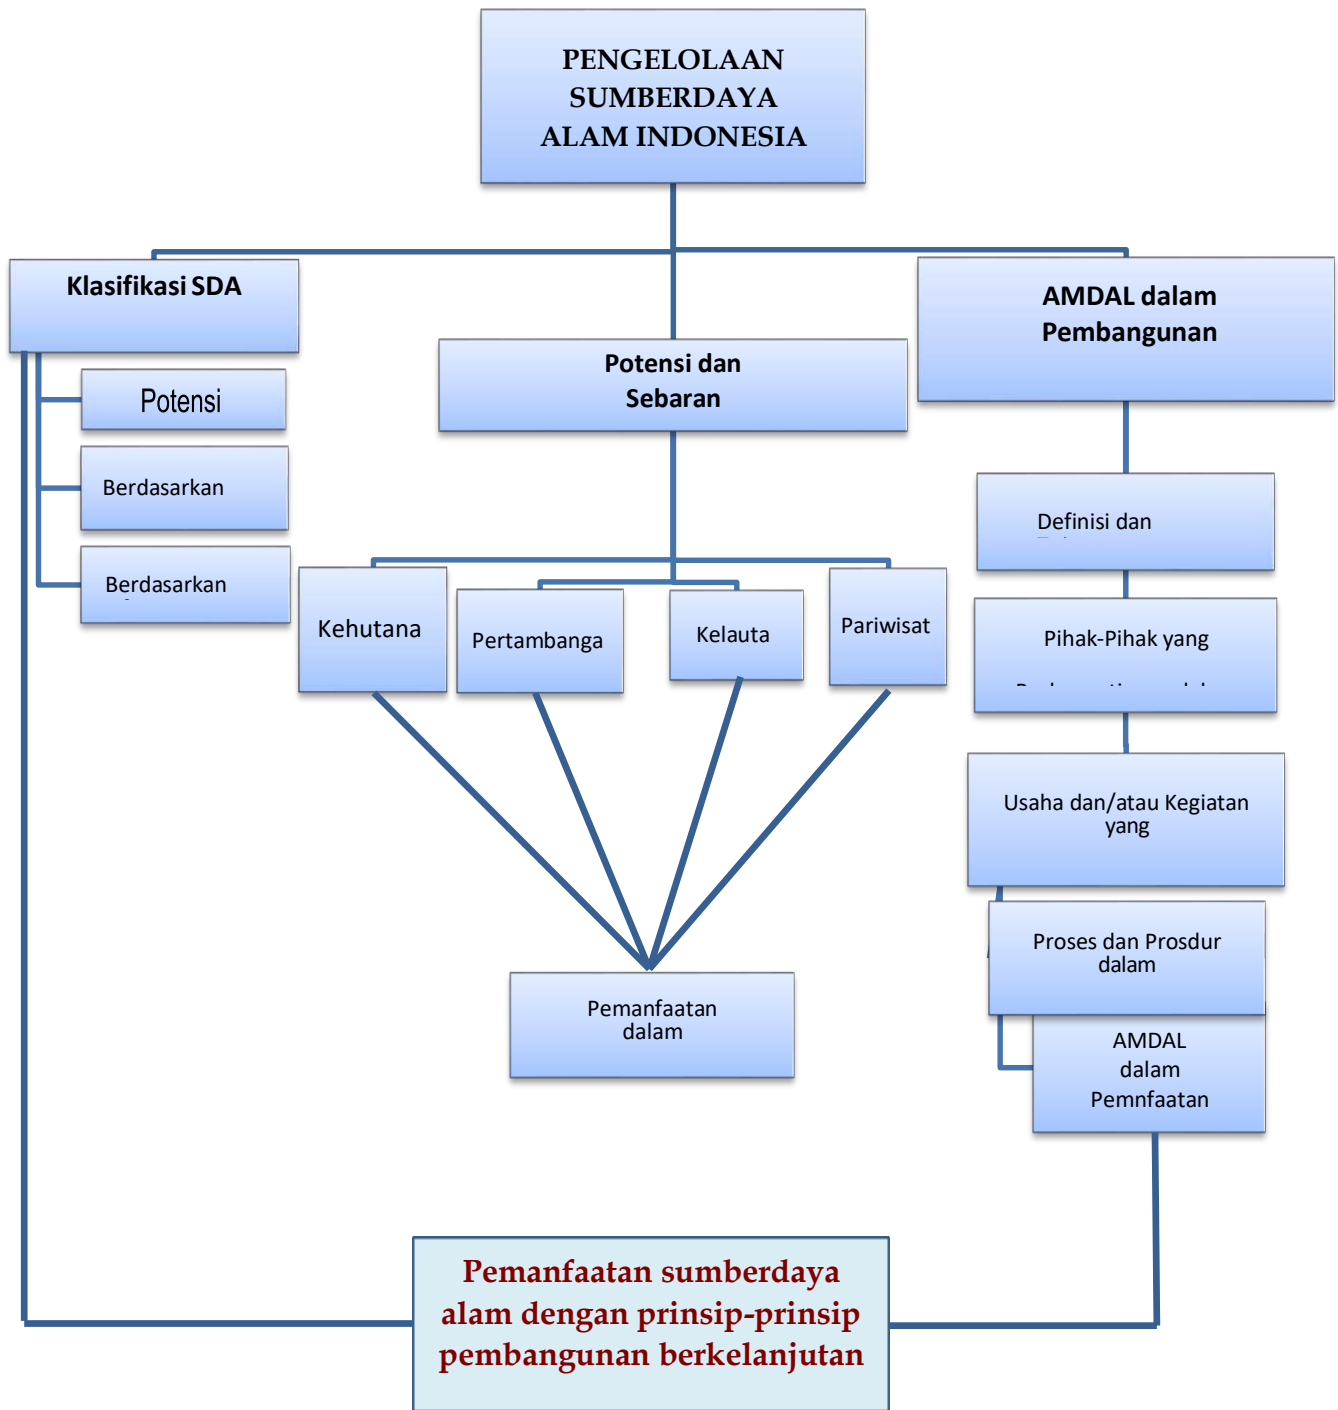 PENGELOLAAN
SUMBERDAYA
ALAM INDONESIA
Klasifikasi SDA
Potensi
Berdasarkan
Berdasarkan
Potensi dan
Sebaran
Kehutana
Pertambanga
Kelauta
Pariwisat
Pemanfaatan
dalam
AMDAL dalam
Pembangunan
Definisi dan
Pihak-Pihak yang
Usaha dan/atau Kegiatan
yang
Proses dan Prosdur
dalam
AMDAL
dalam
Pemnfaatan
Pemanfaatan sumberdaya
alam dengan prinsip-prinsip
pembangunan berkelanjutan